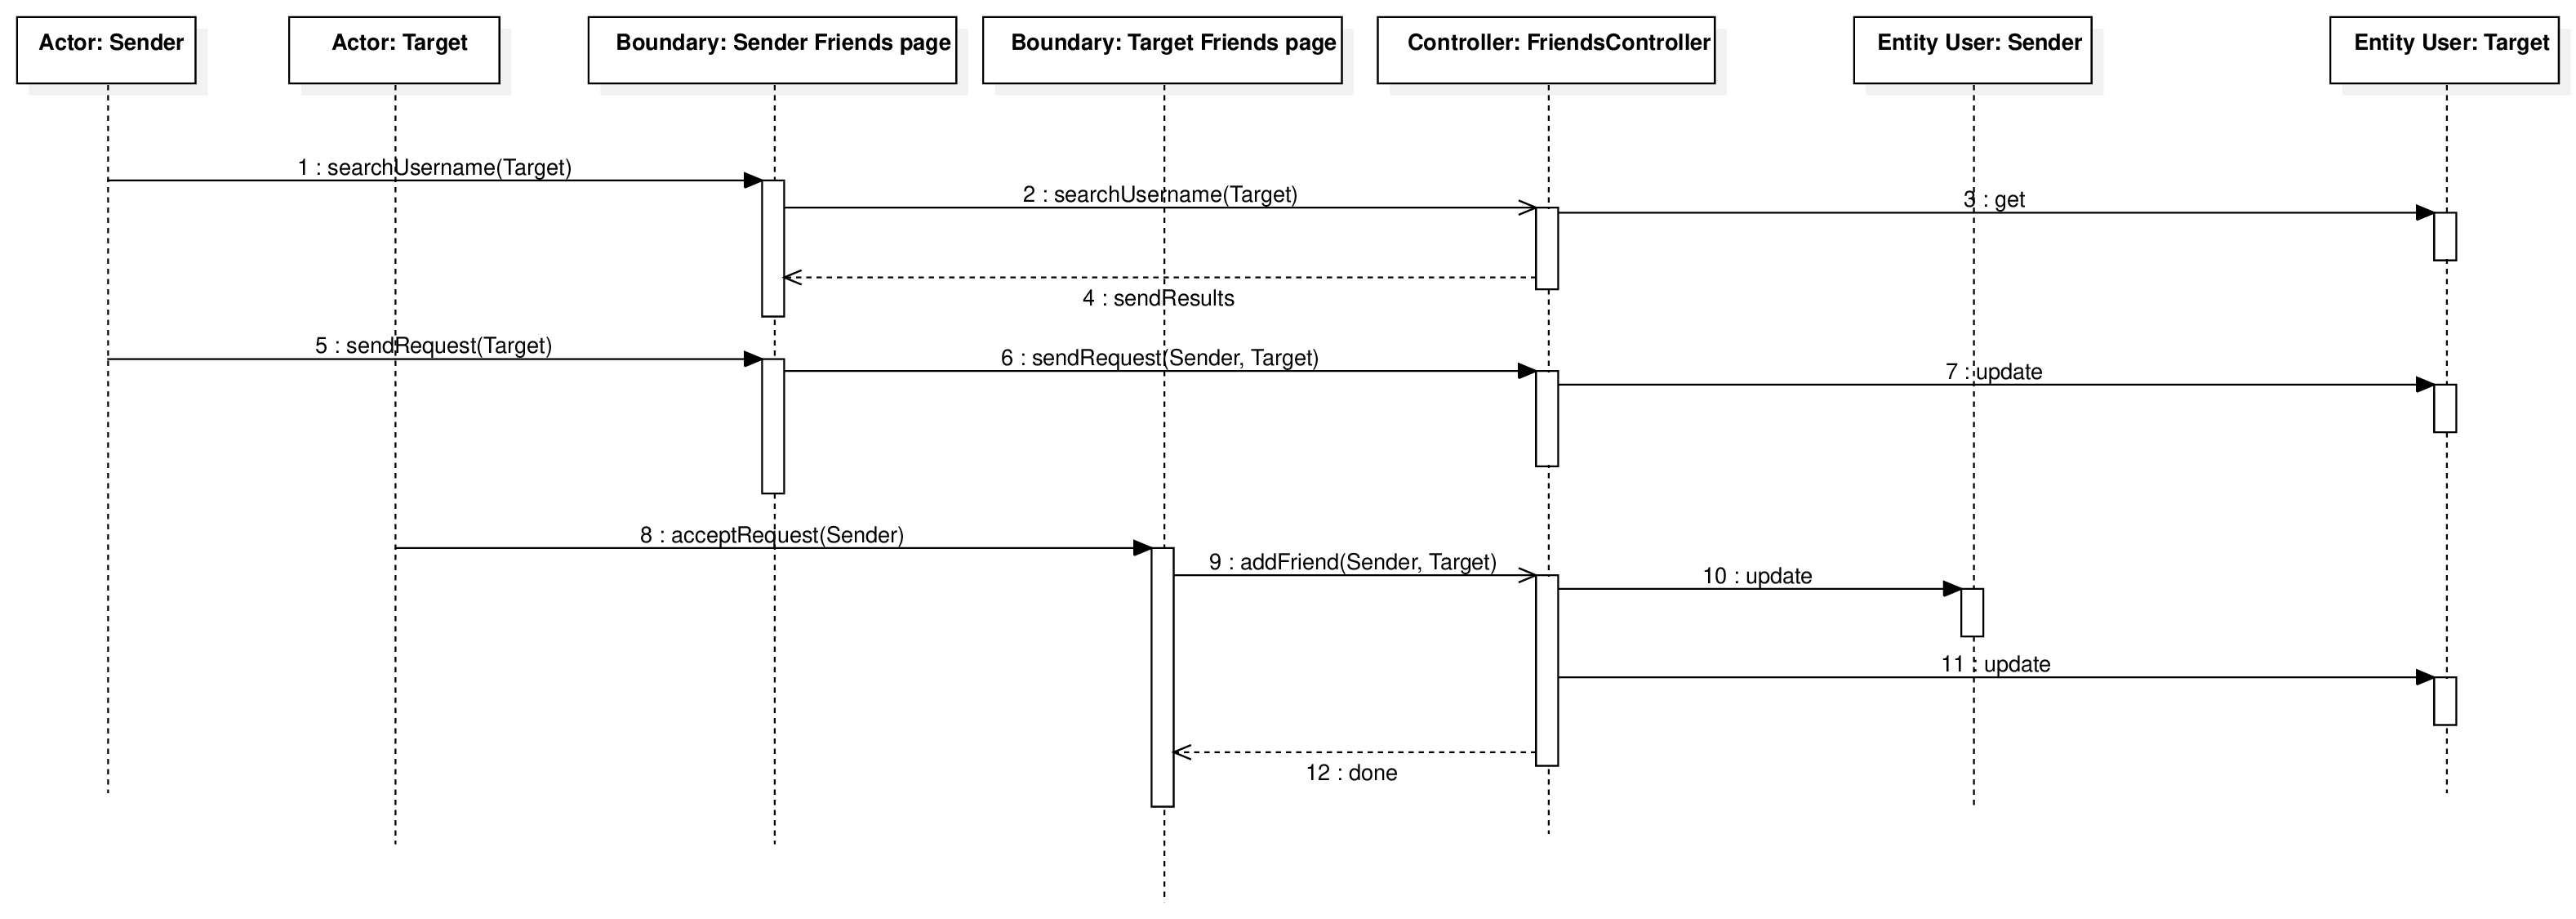 Actor: Sender
Actor: Target
Boundary: Sender Friends page
Boundary: Target Friends page
Controller: FriendsController
Entity User: Sender
Entity User: Target
1 : searchUsername(Target)
2 : searchUsername(Target)
3 : get
4 : sendResults
5 : sendRequest(Target)
6 : sendRequest(Sender, Target)
7 : update
8 : acceptRequest(Sender)
9 : addFriend(Sender, Target)
10 : update
11 : update
12 : done